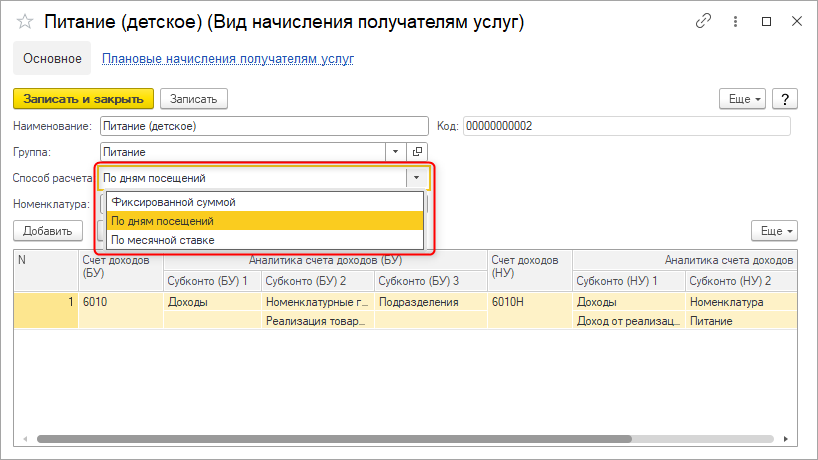 Питание (детское) (Вид начисления получателям услуг)
Основное Плановые начисления получателям услуг
Записать и закрыть Записать Еще ?
Наименование: Питание (детское) Код: 00000000002
Группа: Питание
Способ расчета: По дням посещений
Фиксированной суммой
Номенклатура:
По дням посещений
Добавить Еще
По месячной ставке
N Счет доходов (БУ) Аналитика счета доходов (БУ) Счет доходов (НУ) Аналитика счета доходов
Субконто (БУ) 1 Субконто (БУ) 2 Субконто (БУ) 3 Субконто (НУ) 1 Субконто (НУ) 2
1 6010 Доходы Номенклатурные г... Подразделения 6010Н Доходы Номенклатура
Реализация товар... Доход от реализац... Питание